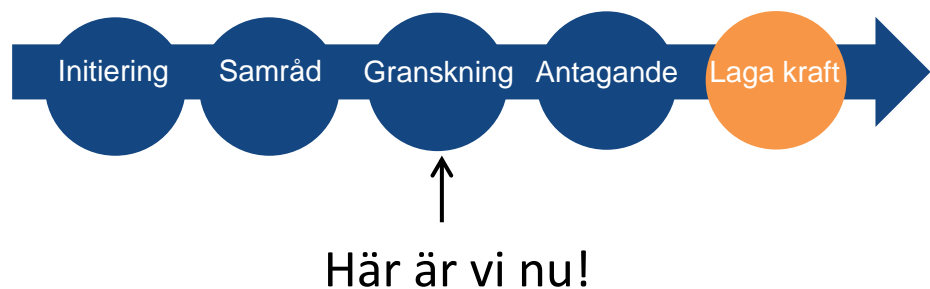 Initiering
Samråd
Granskning
Antagande
Laga kraft
Här är vi nu!